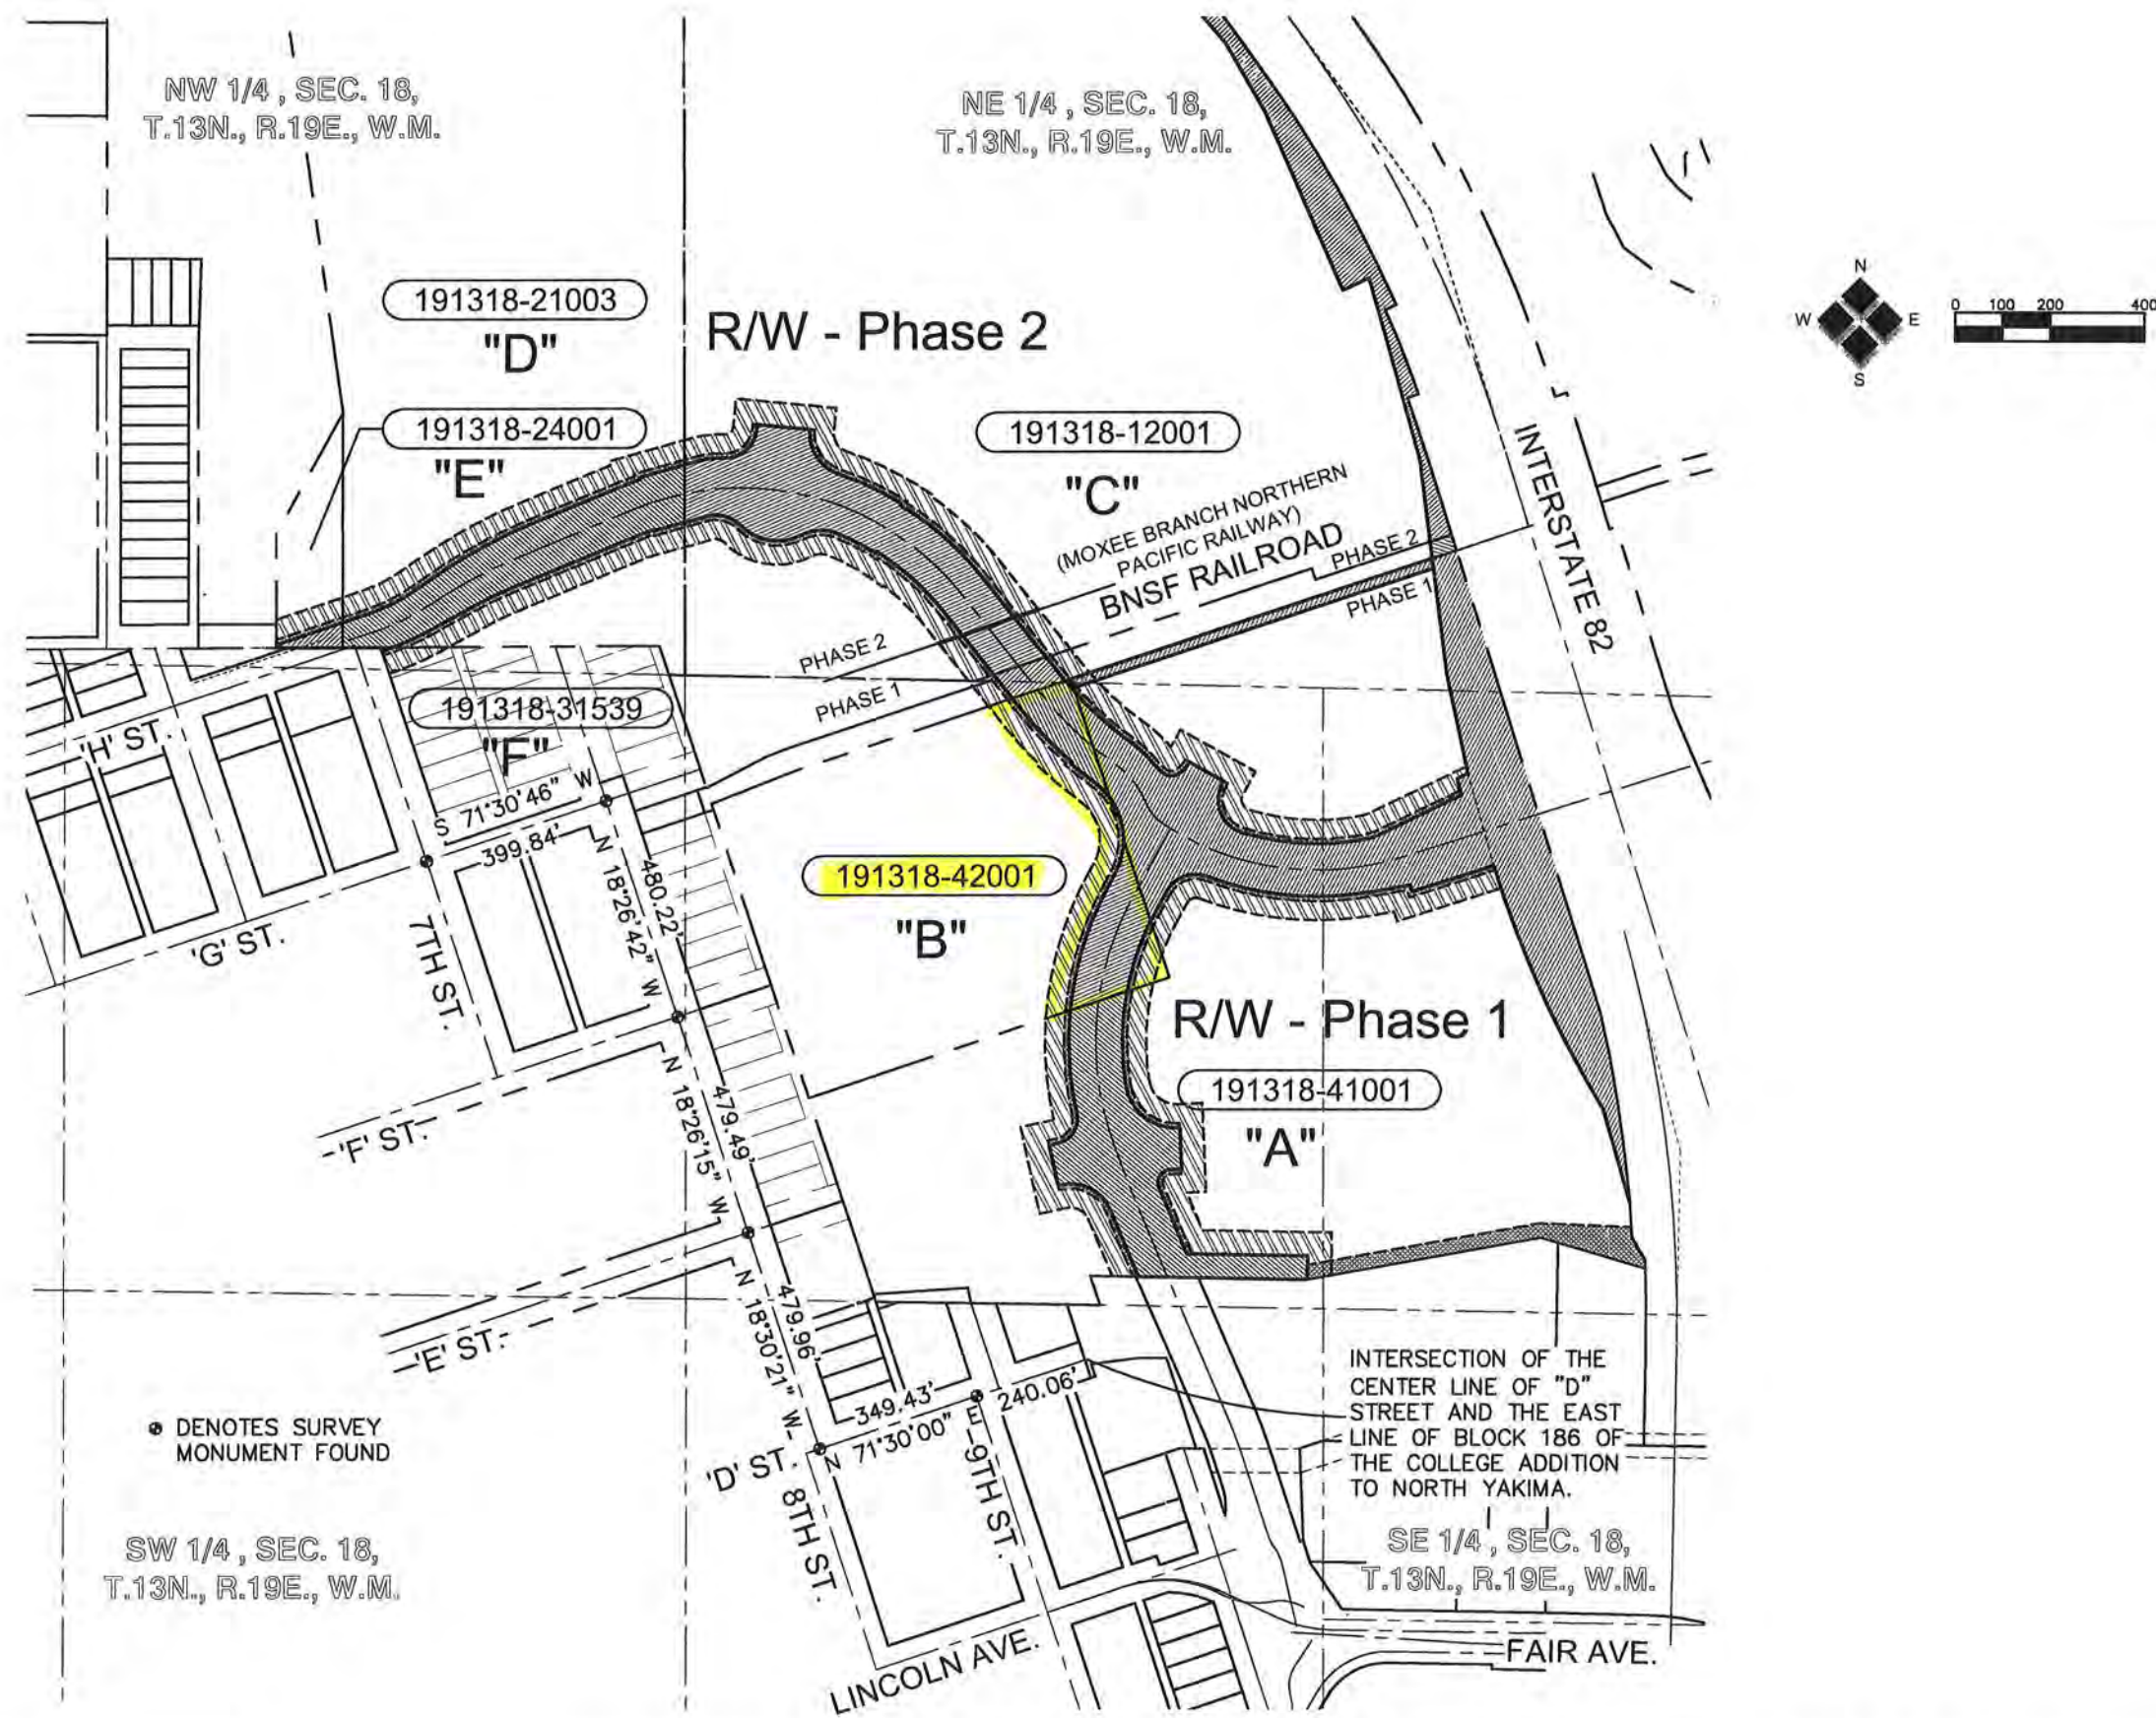 NW 1/4 , SEC. 18,
T.13N., R.19E., W.M.
NE 1/4 , SEC. 18,
T.13N., R.19E., W.M.
N
W
E
S
0 100 200 400
191318-21003
"D"
R/W - Phase 2
191318-24001
"E"
191318-12001
"C"
(MOXEE BRANCH NORTHERN
PACIFIC RAILWAY)
BNSF RAILROAD
PHASE 2
PHASE 1
INTERSTATE 82
PHASE 2
PHASE 1
191318-31539
"F"
'H' ST.
S 71°30'46" W
399.84'
N 18°26'42" W
480.22'
191318-42001
"B"
'G' ST.
7TH ST.
R/W - Phase 1
191318-41001
"A"
'F' ST.
N 18°26'15" W
479.49'
'E' ST.
N 18°30'21" W
479.96'
349.43'
240.06'
N 71°30'00" E
'D' ST.
8TH ST.
9TH ST.
INTERSECTION OF THE
CENTER LINE OF "D"
STREET AND THE EAST
LINE OF BLOCK 186 OF
THE COLLEGE ADDITION
TO NORTH YAKIMA.
DENOTES SURVEY
MONUMENT FOUND
SW 1/4 , SEC. 18,
T.13N., R.19E., W.M.
SE 1/4 , SEC. 18,
T.13N., R.19E., W.M.
LINCOLN AVE.
FAIR AVE.